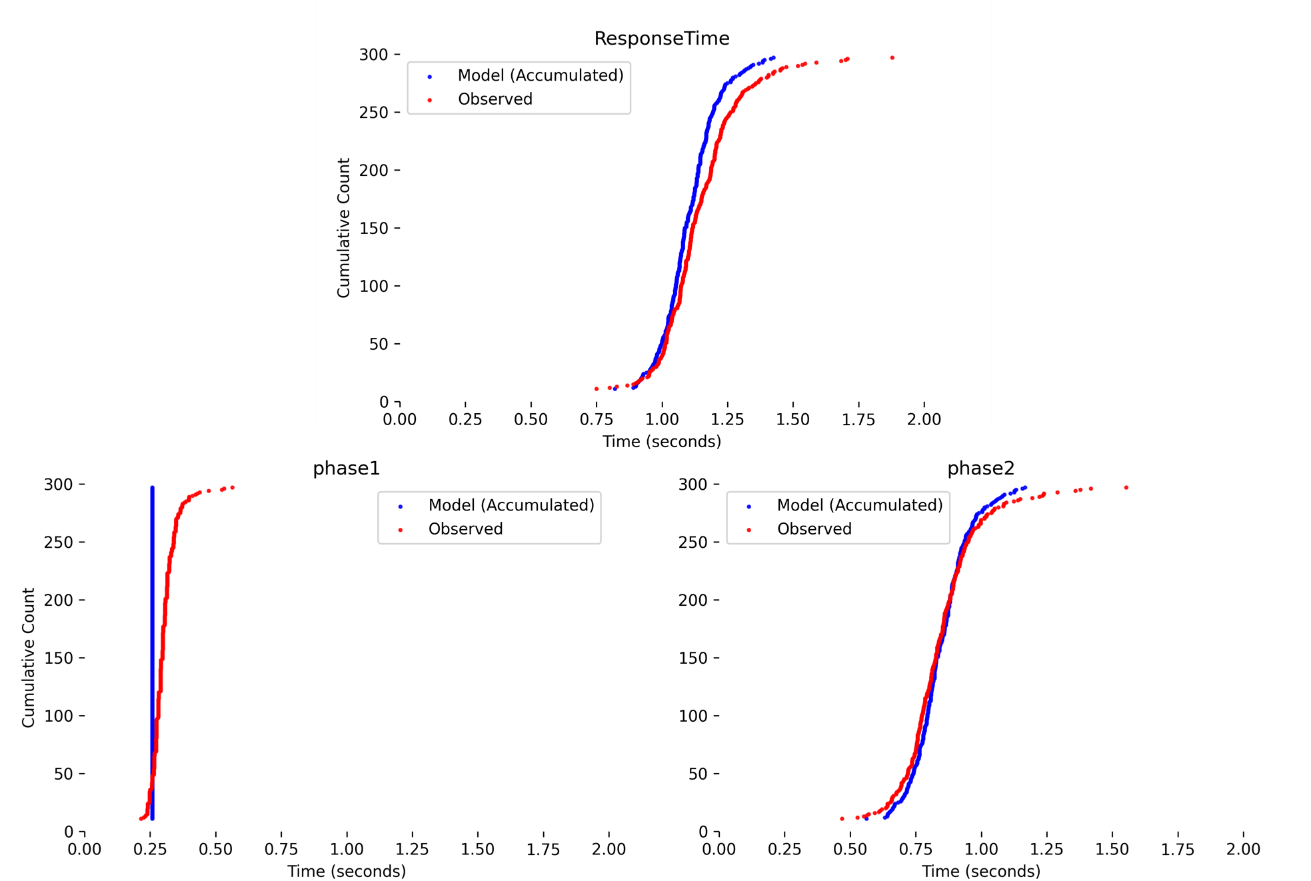 ResponseTime
Model (Accumulated)
Observed
Cumulative Count
300
250
200
150
100
50
0
0.00 0.25 0.50 0.75 1.00 1.25 1.50 1.75 2.00
Time (seconds)
phase1
Model (Accumulated)
Observed
Cumulative Count
300
250
200
150
100
50
0
0.00 0.25 0.50 0.75 1.00 1.25 1.50 1.75 2.00
Time (seconds)
phase2
Model (Accumulated)
Observed
300
250
200
150
100
50
0
0.00 0.25 0.50 0.75 1.00 1.25 1.50 1.75 2.00
Time (seconds)